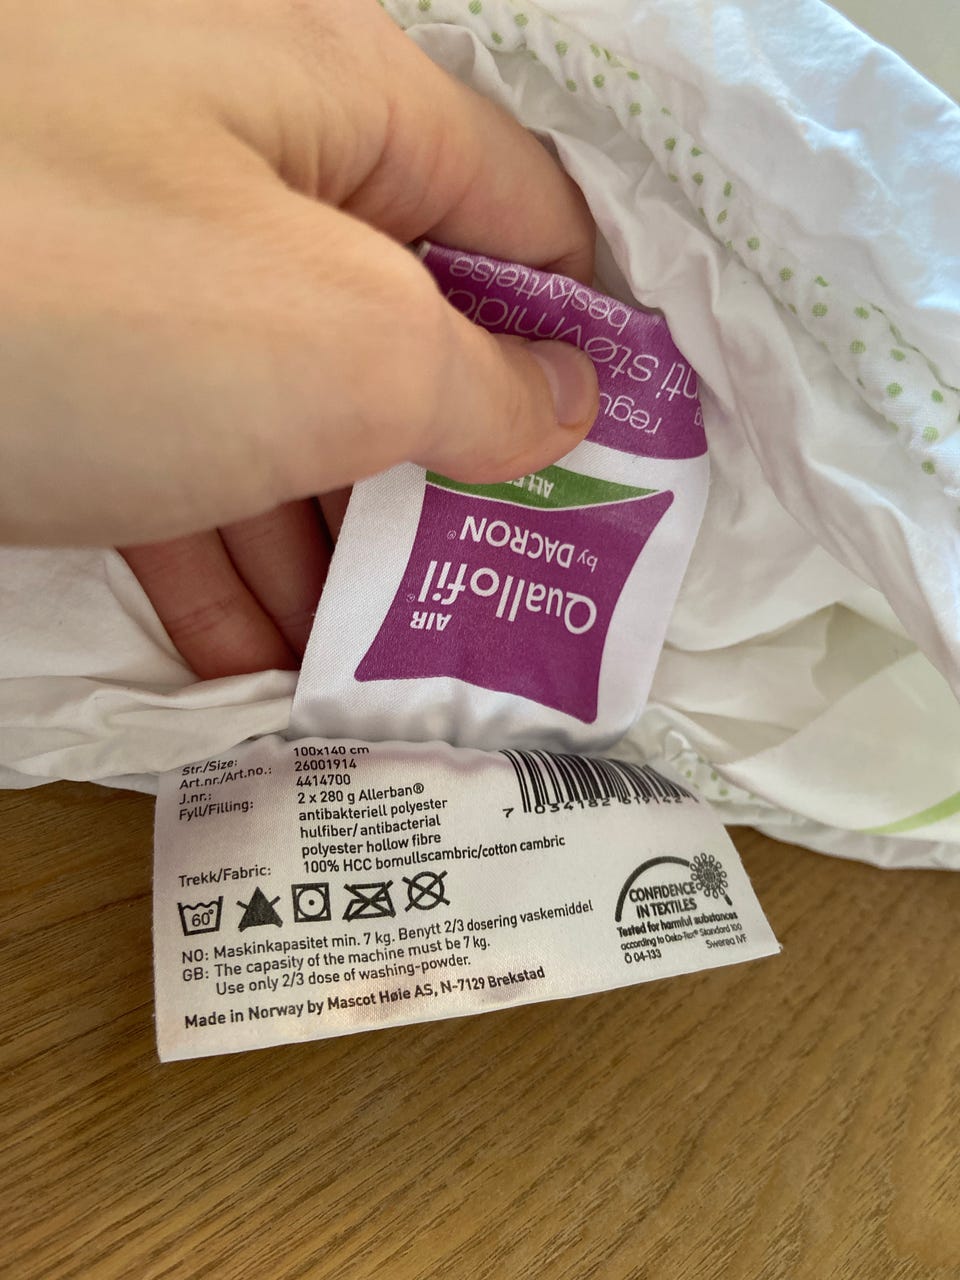 beskyttelse
Quallofil®
AIR
by DACRON®
Str./Size: 100x140 cm
Art.nr./Art.no.: 26001914
J.nr.: 4414700
Fyll/Filling: 2 x 280 g Allerban®
antibakteriell polyester
hulfiber/ antibacterial
polyester hollow fibre
Trekk/Fabric: 100% HCC bomullscambric/cotton cambric
60°
NO: Maskinkapasitet min. 7 kg. Benytt 2/3 dosering vaskemiddel
GB: The capacity of the machine must be 7 kg.
Use only 2/3 dose of washing-powder.
Made in Norway by Mascot Høie AS, N-7129 Brekstad
CONFIDENCE
IN TEXTILES
Tested for harmful substances
according to Oeko-Tex® Standard 100
Ö 04-133 Swerea IVF